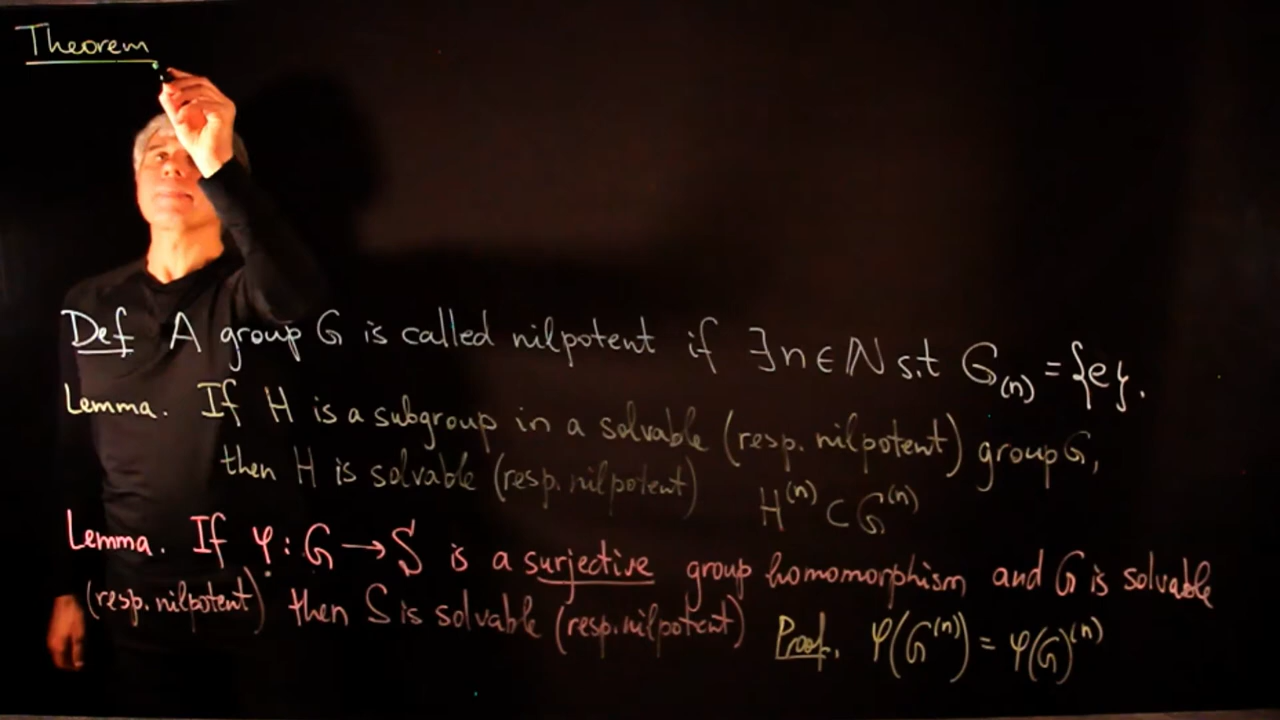 Theorem
Def A group G is called nilpotent if ∃n∈ℕ s.t G₍ₙ₎ = {e}.
Lemma. If H is a subgroup in a solvable (resp. nilpotent) group G,
then H is solvable (resp. nilpotent) H⁽ⁿ⁾ ⊂ G⁽ⁿ⁾
Lemma. If φ : G → S is a surjective group homomorphism and G is solvable
(resp. nilpotent) then S is solvable (resp. nilpotent) Proof. φ(G⁽ⁿ⁾) = φ(G)⁽ⁿ⁾